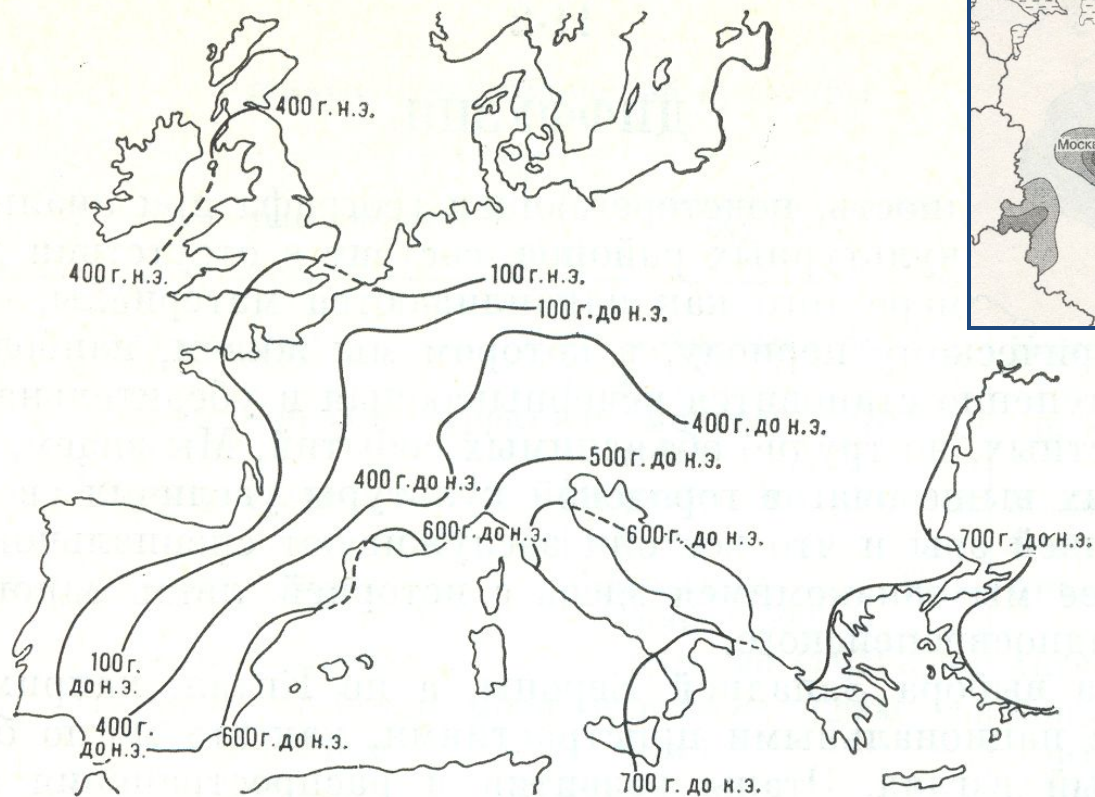 400 г. н.э.
Москва
400 г. н.э.
100 г. н.э.
100 г. до н.э.
400 г. до н.э.
500 г. до н.э.
400 г. до н.э.
600 г. до н.э.
600 г. до н.э.
700 г. до н.э.
100 г.
до н.э.
400 г.
до н.э.
600 г. до н.э.
700 г. до н.э.